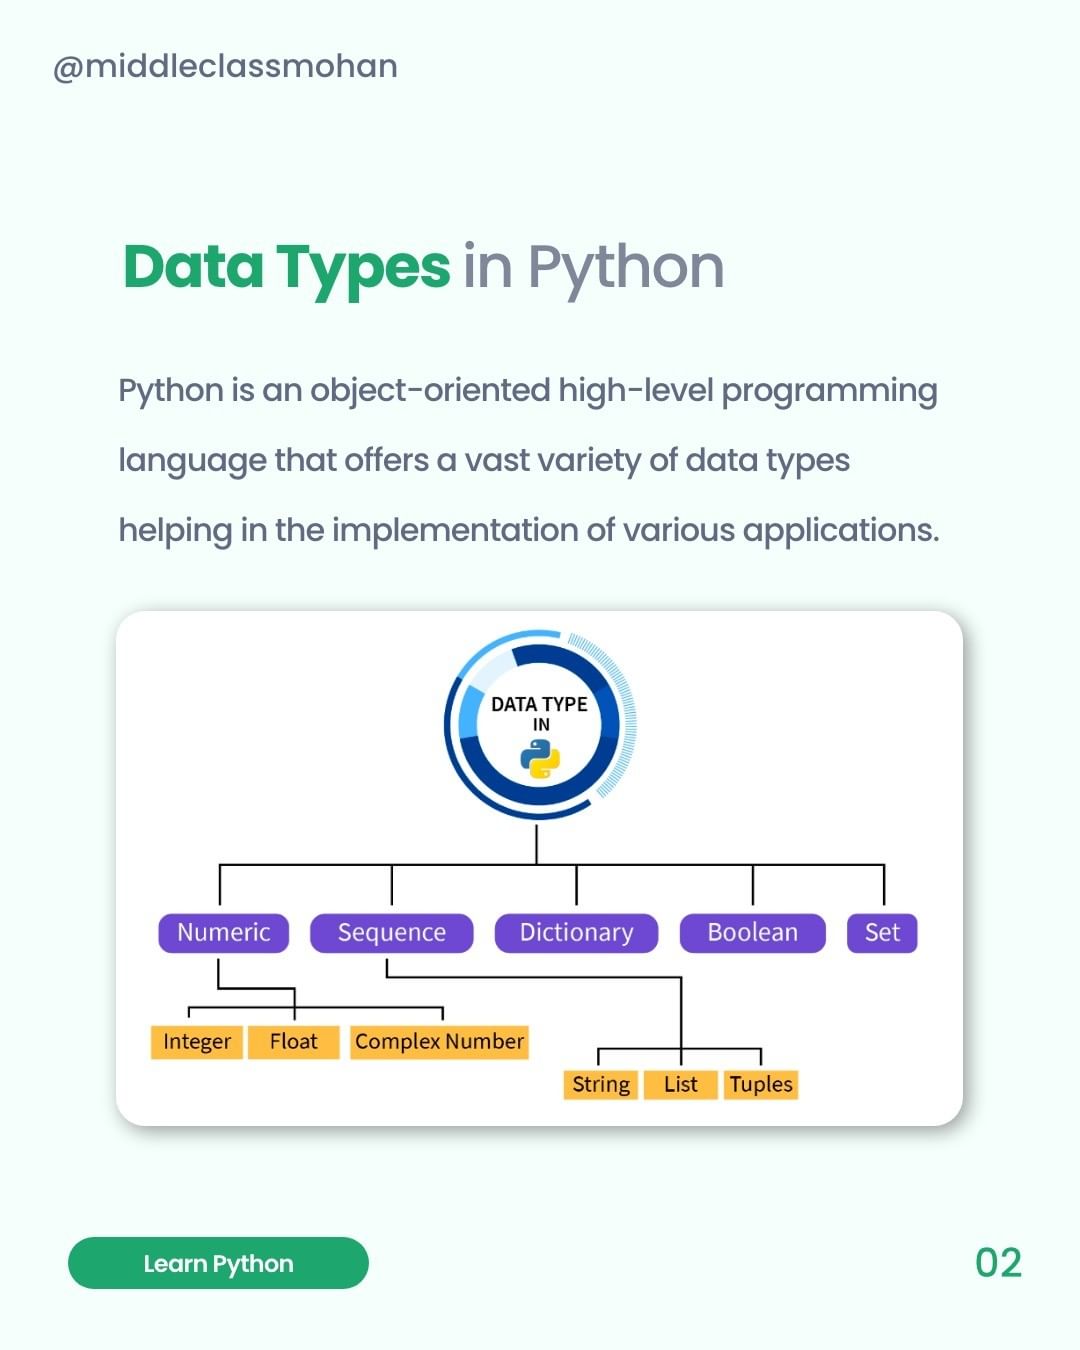 @middleclassmohan
Data Types in Python
Python is an object-oriented high-level programming
language that offers a vast variety of data types
helping in the implementation of various applications.
DATA TYPE
IN
Numeric
Sequence
Dictionary
Boolean
Set
Integer
Float
Complex Number
String
List
Tuples
Learn Python
02